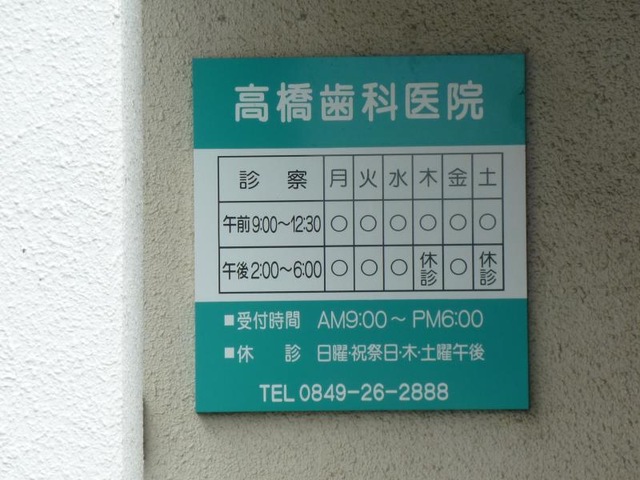 高橋歯科医院
診察 月 火 水 木 金 土
午前9:00～12:30 ○ ○ ○ ○ ○ ○
午後2:00～6:00 ○ ○ ○ 休診 ○ 休診
■受付時間 AM9:00～PM6:00
■休診 日曜・祝祭日・木・土曜午後
TEL 0849-26-2888